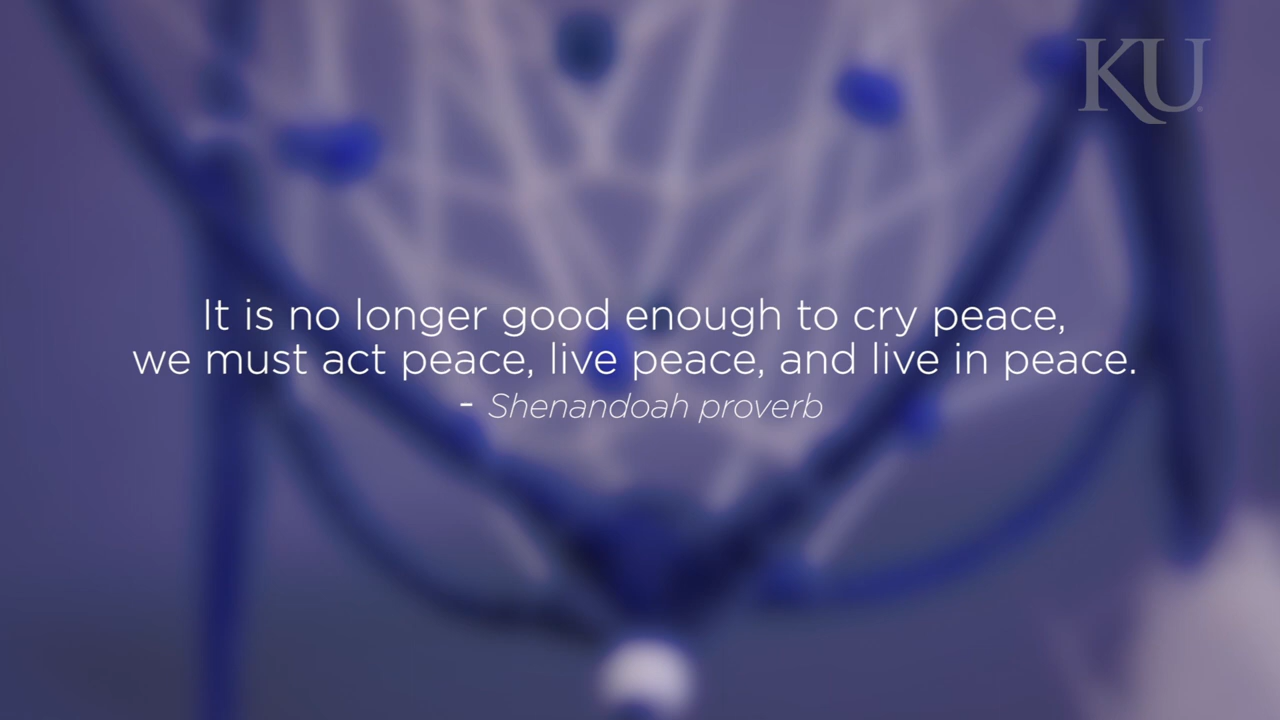 KU
It is no longer good enough to cry peace,
we must act peace, live peace, and live in peace.
- Shenandoah proverb